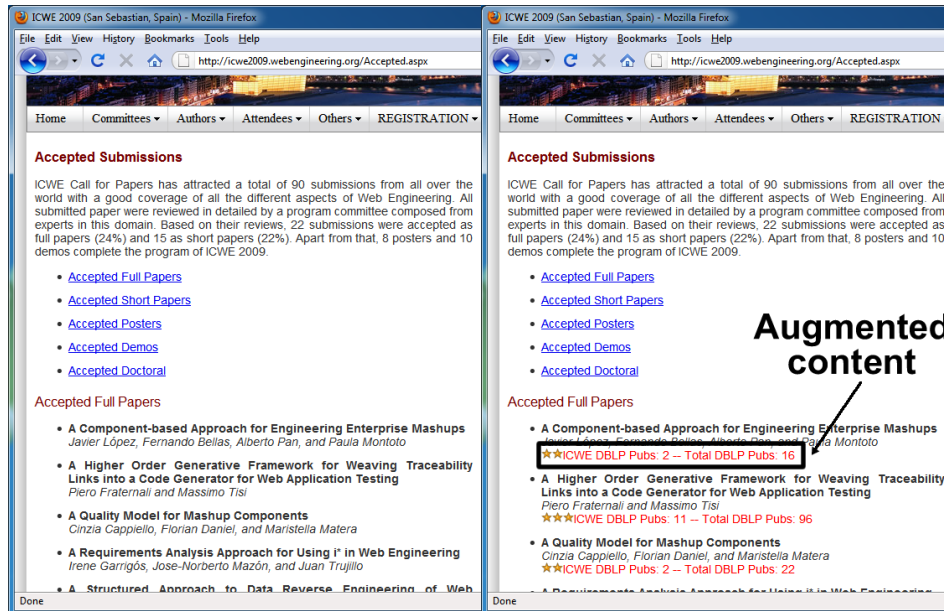 ICWE 2009 (San Sebastian, Spain) - Mozilla Firefox
File Edit View History Bookmarks Tools Help
http://icwe2009.webengineering.org/Accepted.aspx
Home Committees Authors Attendees Others REGISTRATION
Accepted Submissions
ICWE Call for Papers has attracted a total of 90 submissions from all over the
world with a good coverage of all the different aspects of Web Engineering. All
submitted paper were reviewed in detailed by a program committee composed from
experts in this domain. Based on their reviews, 22 submissions were accepted as
full papers (24%) and 15 as short papers (22%). Apart from that, 8 posters and 10
demos complete the program of ICWE 2009.
• Accepted Full Papers
• Accepted Short Papers
• Accepted Posters
• Accepted Demos
• Accepted Doctoral
Accepted Full Papers
• A Component-based Approach for Engineering Enterprise Mashups
Javier López, Fernando Bellas, Alberto Pan, and Paula Montoto
• A Higher Order Generative Framework for Weaving Traceability
Links into a Code Generator for Web Application Testing
Piero Fraternali and Massimo Tisi
• A Quality Model for Mashup Components
Cinzia Cappiello, Florian Daniel, and Maristella Matera
• A Requirements Analysis Approach for Using i* in Web Engineering
Irene Garrigós, Jose-Norberto Mazón, and Juan Trujillo
• A Structured Approach to Data Reverse Engineering of Web
Done
ICWE 2009 (San Sebastian, Spain) - Mozilla Firefox
File Edit View History Bookmarks Tools Help
http://icwe2009.webengineering.org/Accepted.aspx
Home Committees Authors Attendees Others REGISTRATION
Accepted Submissions
ICWE Call for Papers has attracted a total of 90 submissions from all over the
world with a good coverage of all the different aspects of Web Engineering. All
submitted paper were reviewed in detailed by a program committee composed from
experts in this domain. Based on their reviews, 22 submissions were accepted as
full papers (24%) and 15 as short papers (22%). Apart from that, 8 posters and 10
demos complete the program of ICWE 2009.
• Accepted Full Papers
• Accepted Short Papers
• Accepted Posters
• Accepted Demos
• Accepted Doctoral
Augmented
content
Accepted Full Papers
• A Component-based Approach for Engineering Enterprise Mashups
Javier López, Fernando Bellas, Alberto Pan, and Paula Montoto
ICWE DBLP Pubs: 2 -- Total DBLP Pubs: 16
• A Higher Order Generative Framework for Weaving Traceability
Links into a Code Generator for Web Application Testing
Piero Fraternali and Massimo Tisi
ICWE DBLP Pubs: 11 -- Total DBLP Pubs: 96
• A Quality Model for Mashup Components
Cinzia Cappiello, Florian Daniel, and Maristella Matera
ICWE DBLP Pubs: 2 -- Total DBLP Pubs: 22
• A Requirements Analysis Approach for Using i* in Web Engineering
Done